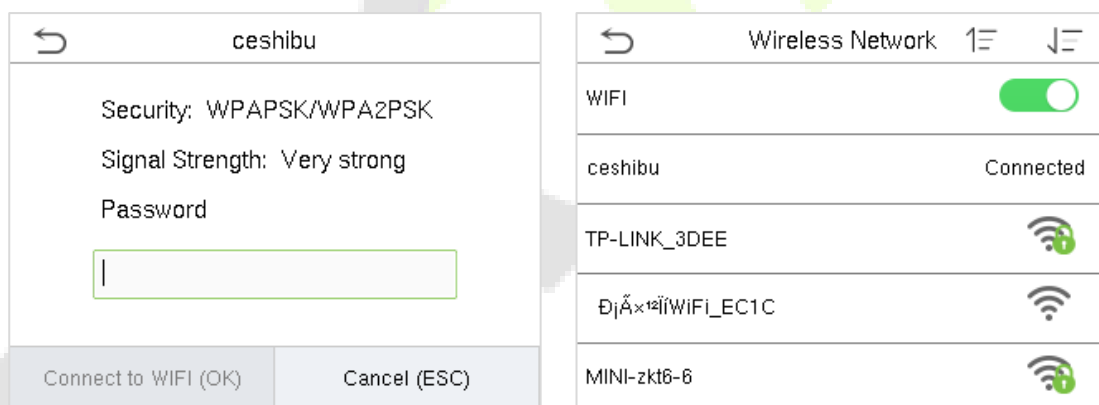 ceshibu
Security: WPAPSK/WPA2PSK
Signal Strength: Very strong
Password
Connect to WIFI (OK)
Cancel (ESC)
Wireless Network
WIFI
ceshibu
Connected
TP-LINK_3DEE
Ð¡Ã×¹²ÏíWiFi_EC1C
MINI-zkt6-6